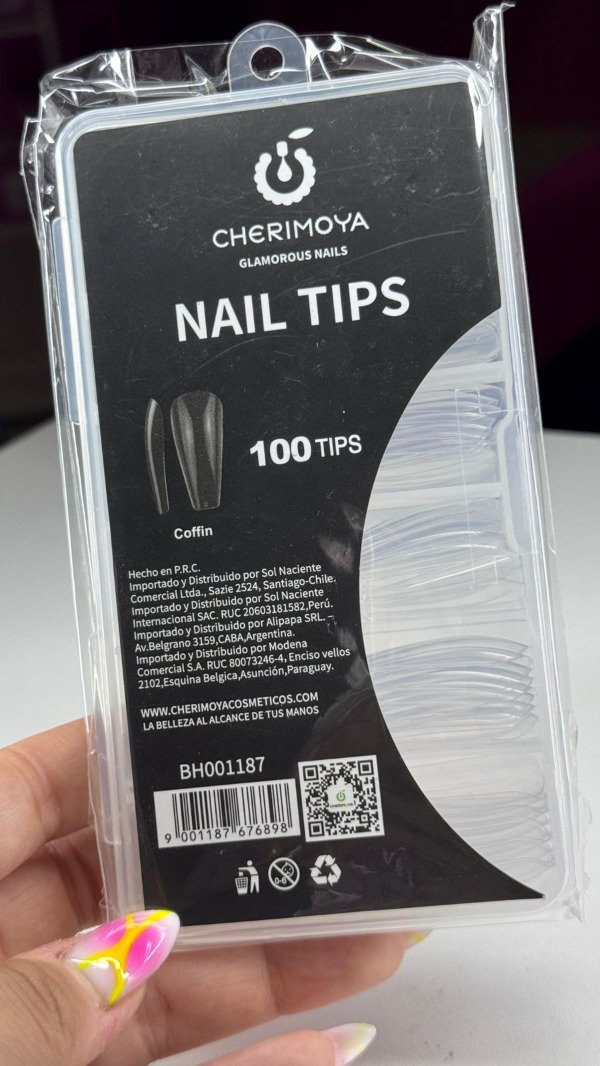 CHERIMOYA
GLAMOROUS NAILS
NAIL TIPS
100 TIPS
Coffin
Hecho en P.R.C.
Importado y Distribuido por Sol Naciente
Comercial Ltda., Sazie 2524, Santiago-Chile.
Importado y Distribuido por Sol Naciente
Internacional SAC. RUC 20603181582,Perú.
Importado y Distribuido por Alipapa SRL. –
Av.Belgrano 3159,CABA,Argentina.
Importado y Distribuido por Modena
Comercial S.A. RUC 80073246-4, Enciso vellos
2102,Esquina Belgica,Asunción,Paraguay.
WWW.CHERIMOYACOSMETICOS.COM
LA BELLEZA AL ALCANCE DE TUS MANOS
BH001187
9 001187 676898
CHERIMOYA
0-6